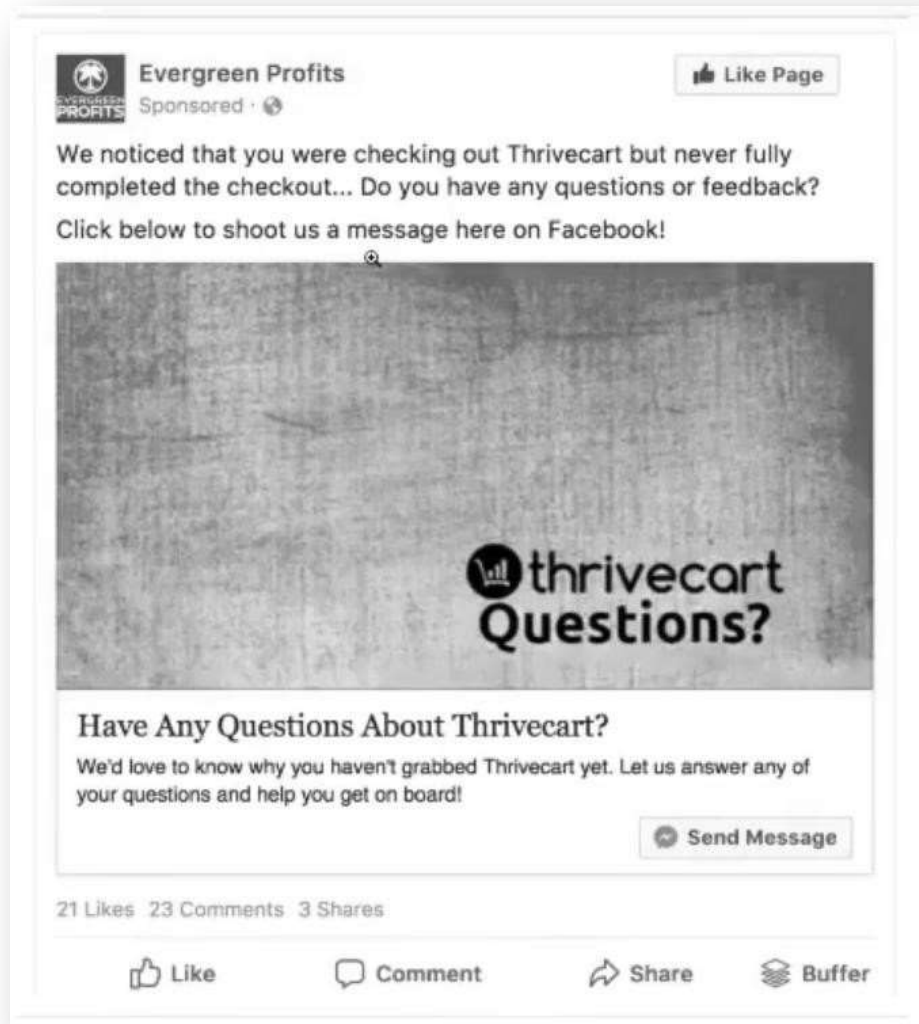 Evergreen Profits
Like Page
EVERGREEN
PROFITS
Sponsored ·
We noticed that you were checking out Thrivecart but never fully
completed the checkout... Do you have any questions or feedback?
Click below to shoot us a message here on Facebook!
thrivecart
Questions?
Have Any Questions About Thrivecart?
We'd love to know why you haven't grabbed Thrivecart yet. Let us answer any of
your questions and help you get on board!
Send Message
21 Likes 23 Comments 3 Shares
Like Comment Share Buffer